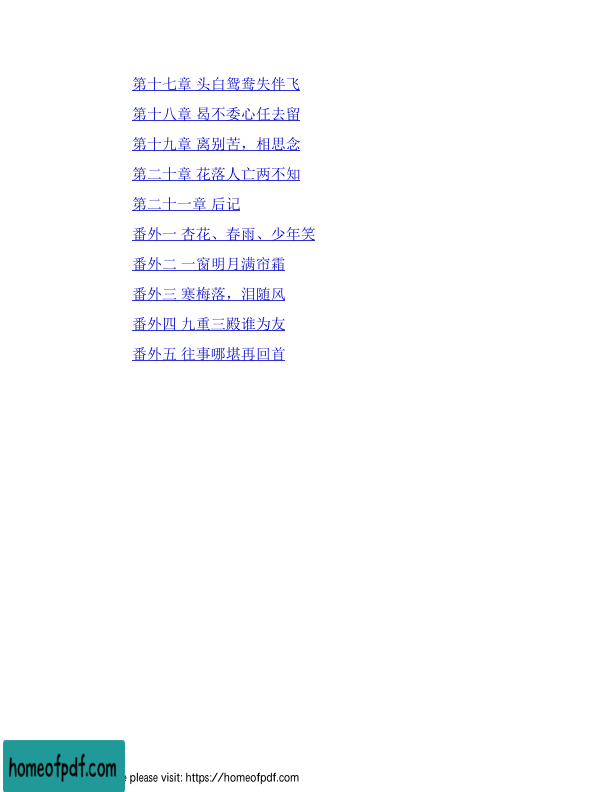 第十七章 头白鸳鸯失伴飞
第十八章 曷不委心任去留
第十九章 离别苦，相思念
第二十章 花落人亡两不知
第二十一章 后记
番外一 杏花、春雨、少年笑
番外二 一窗明月满帘霜
番外三 寒梅落，泪随风
番外四 九重三殿谁为友
番外五 往事哪堪再回首
homeofpdf.com
please visit: https://homeofpdf.com